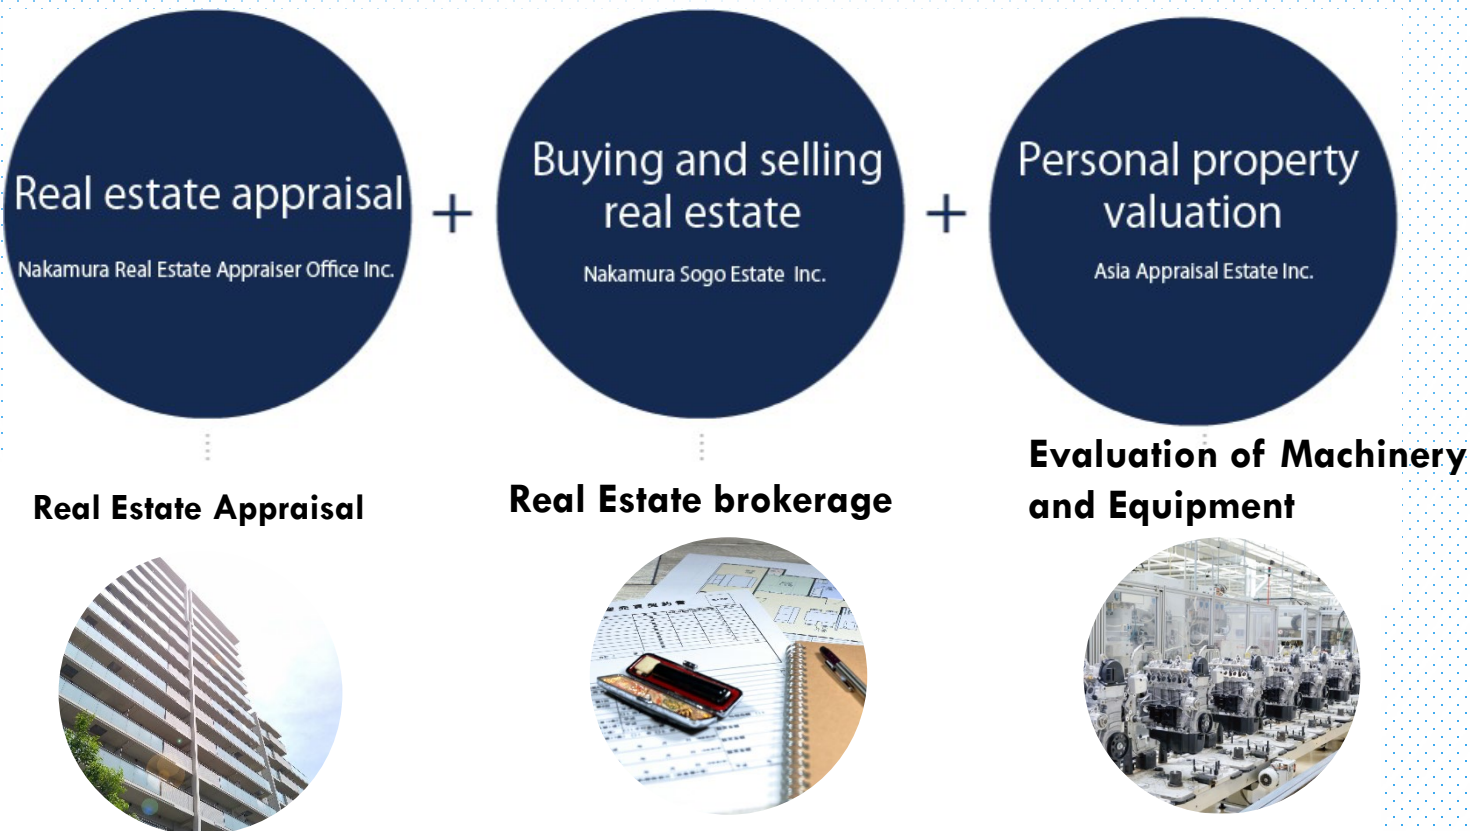 Real estate appraisal
Nakamura Real Estate Appraiser Office Inc.
+
Buying and selling
real estate
Nakamura Sogo Estate Inc.
+
Personal property
valuation
Asia Appraisal Estate Inc.
Real Estate Appraisal
Real Estate brokerage
Evaluation of Machinery
and Equipment